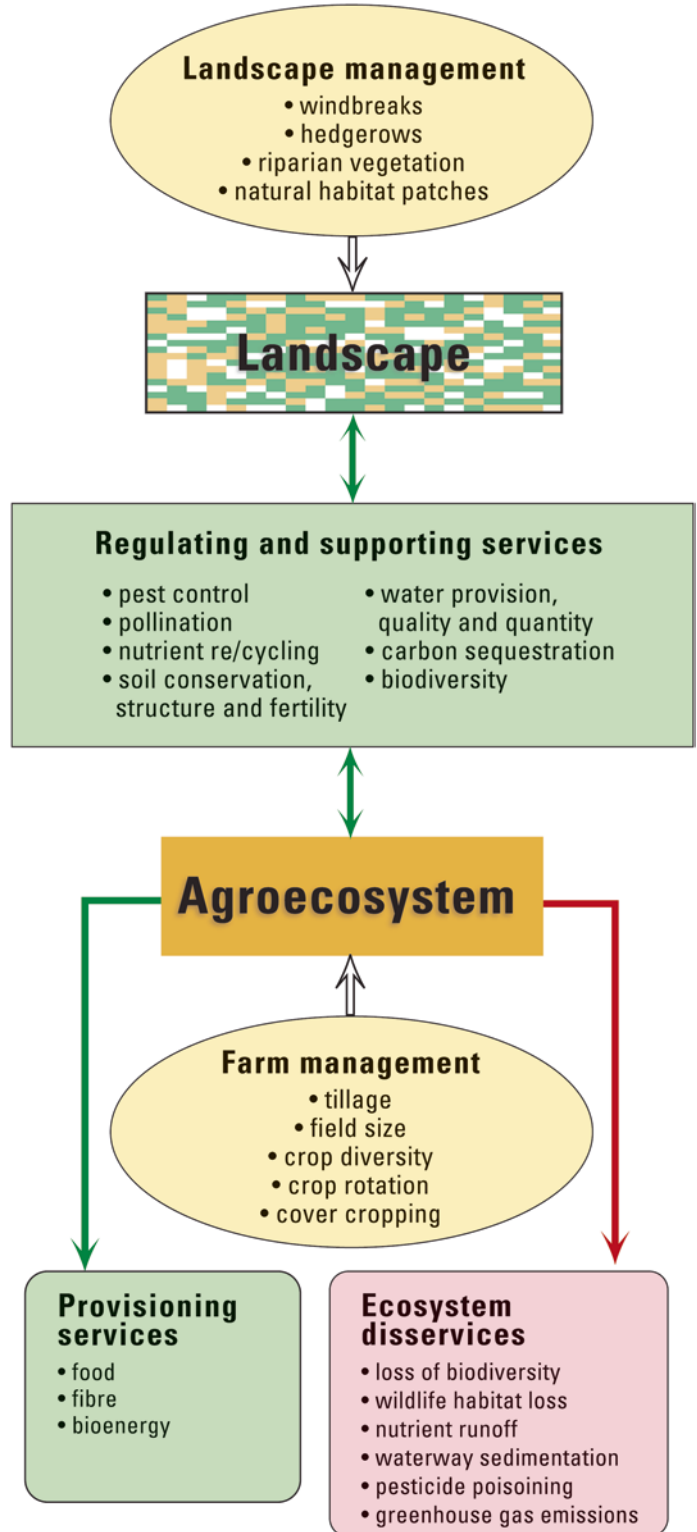 Landscape management
• windbreaks
• hedgerows
• riparian vegetation
• natural habitat patches
Landscape
Regulating and supporting services
• pest control
• pollination
• nutrient re/cycling
• soil conservation,
structure and fertility
• water provision,
quality and quantity
• carbon sequestration
• biodiversity
Agroecosystem
Farm management
• tillage
• field size
• crop diversity
• crop rotation
• cover cropping
Provisioning
services
• food
• fibre
• bioenergy
Ecosystem
disservices
• loss of biodiversity
• wildlife habitat loss
• nutrient runoff
• waterway sedimentation
• pesticide poisoining
• greenhouse gas emissions